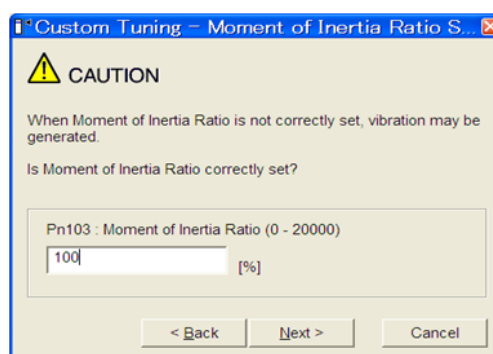 Custom Tuning - Moment of Inertia Ratio S...
CAUTION
When Moment of Inertia Ratio is not correctly set, vibration may be
generated.
Is Moment of Inertia Ratio correctly set?
Pn103 : Moment of Inertia Ratio (0 - 20000)
100
[%]
< Back
Next >
Cancel